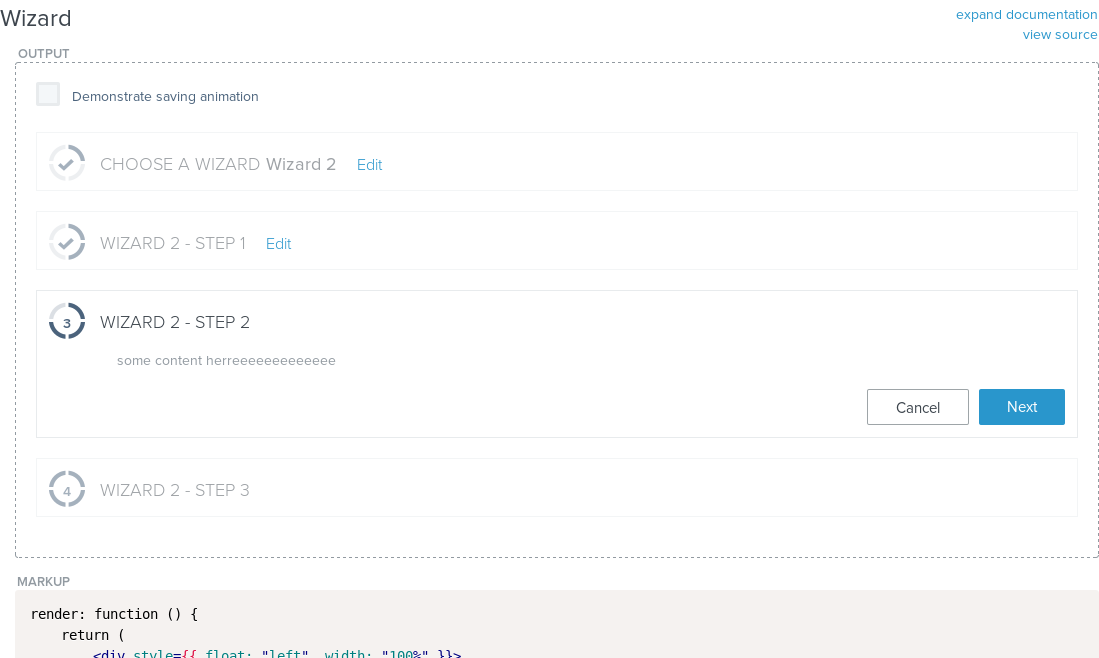 Wizard
expand documentation
view source
OUTPUT
Demonstrate saving animation
CHOOSE A WIZARD Wizard 2 Edit
WIZARD 2 - STEP 1 Edit
3 WIZARD 2 - STEP 2
some content herreeeeeeeeeeeee
Cancel Next
4 WIZARD 2 - STEP 3
MARKUP
render: function () {
return (
<div style={{ float: "left", width: "100%" }}>